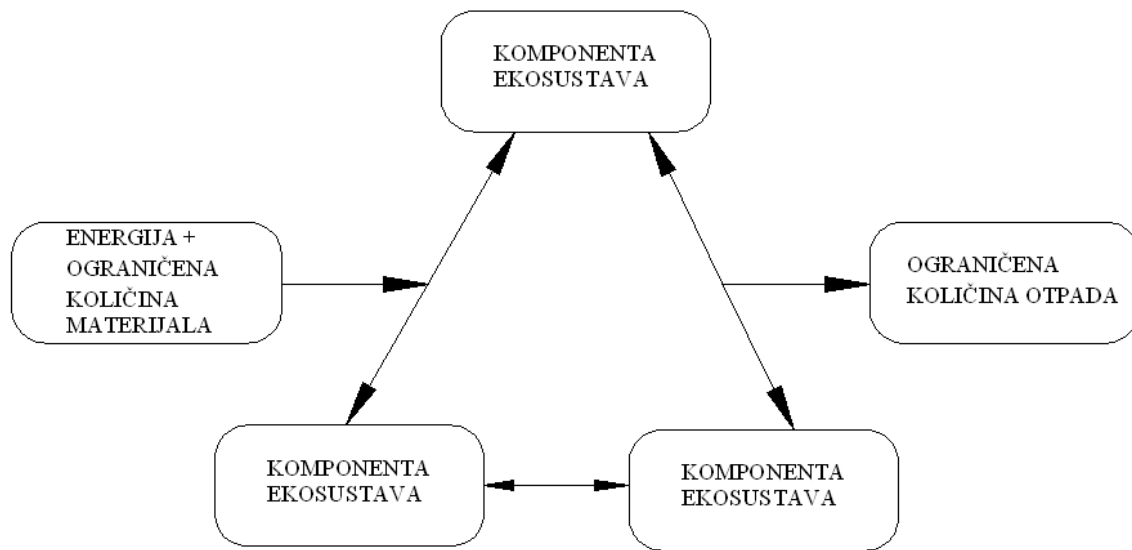 KOMPONENTA
EKOSUSTAVA
ENERGIJA +
OGRANIČENA
KOLIČINA
MATERIJALA
OGRANIČENA
KOLIČINA OTPADA
KOMPONENTA
EKOSUSTAVA
KOMPONENTA
EKOSUSTAVA